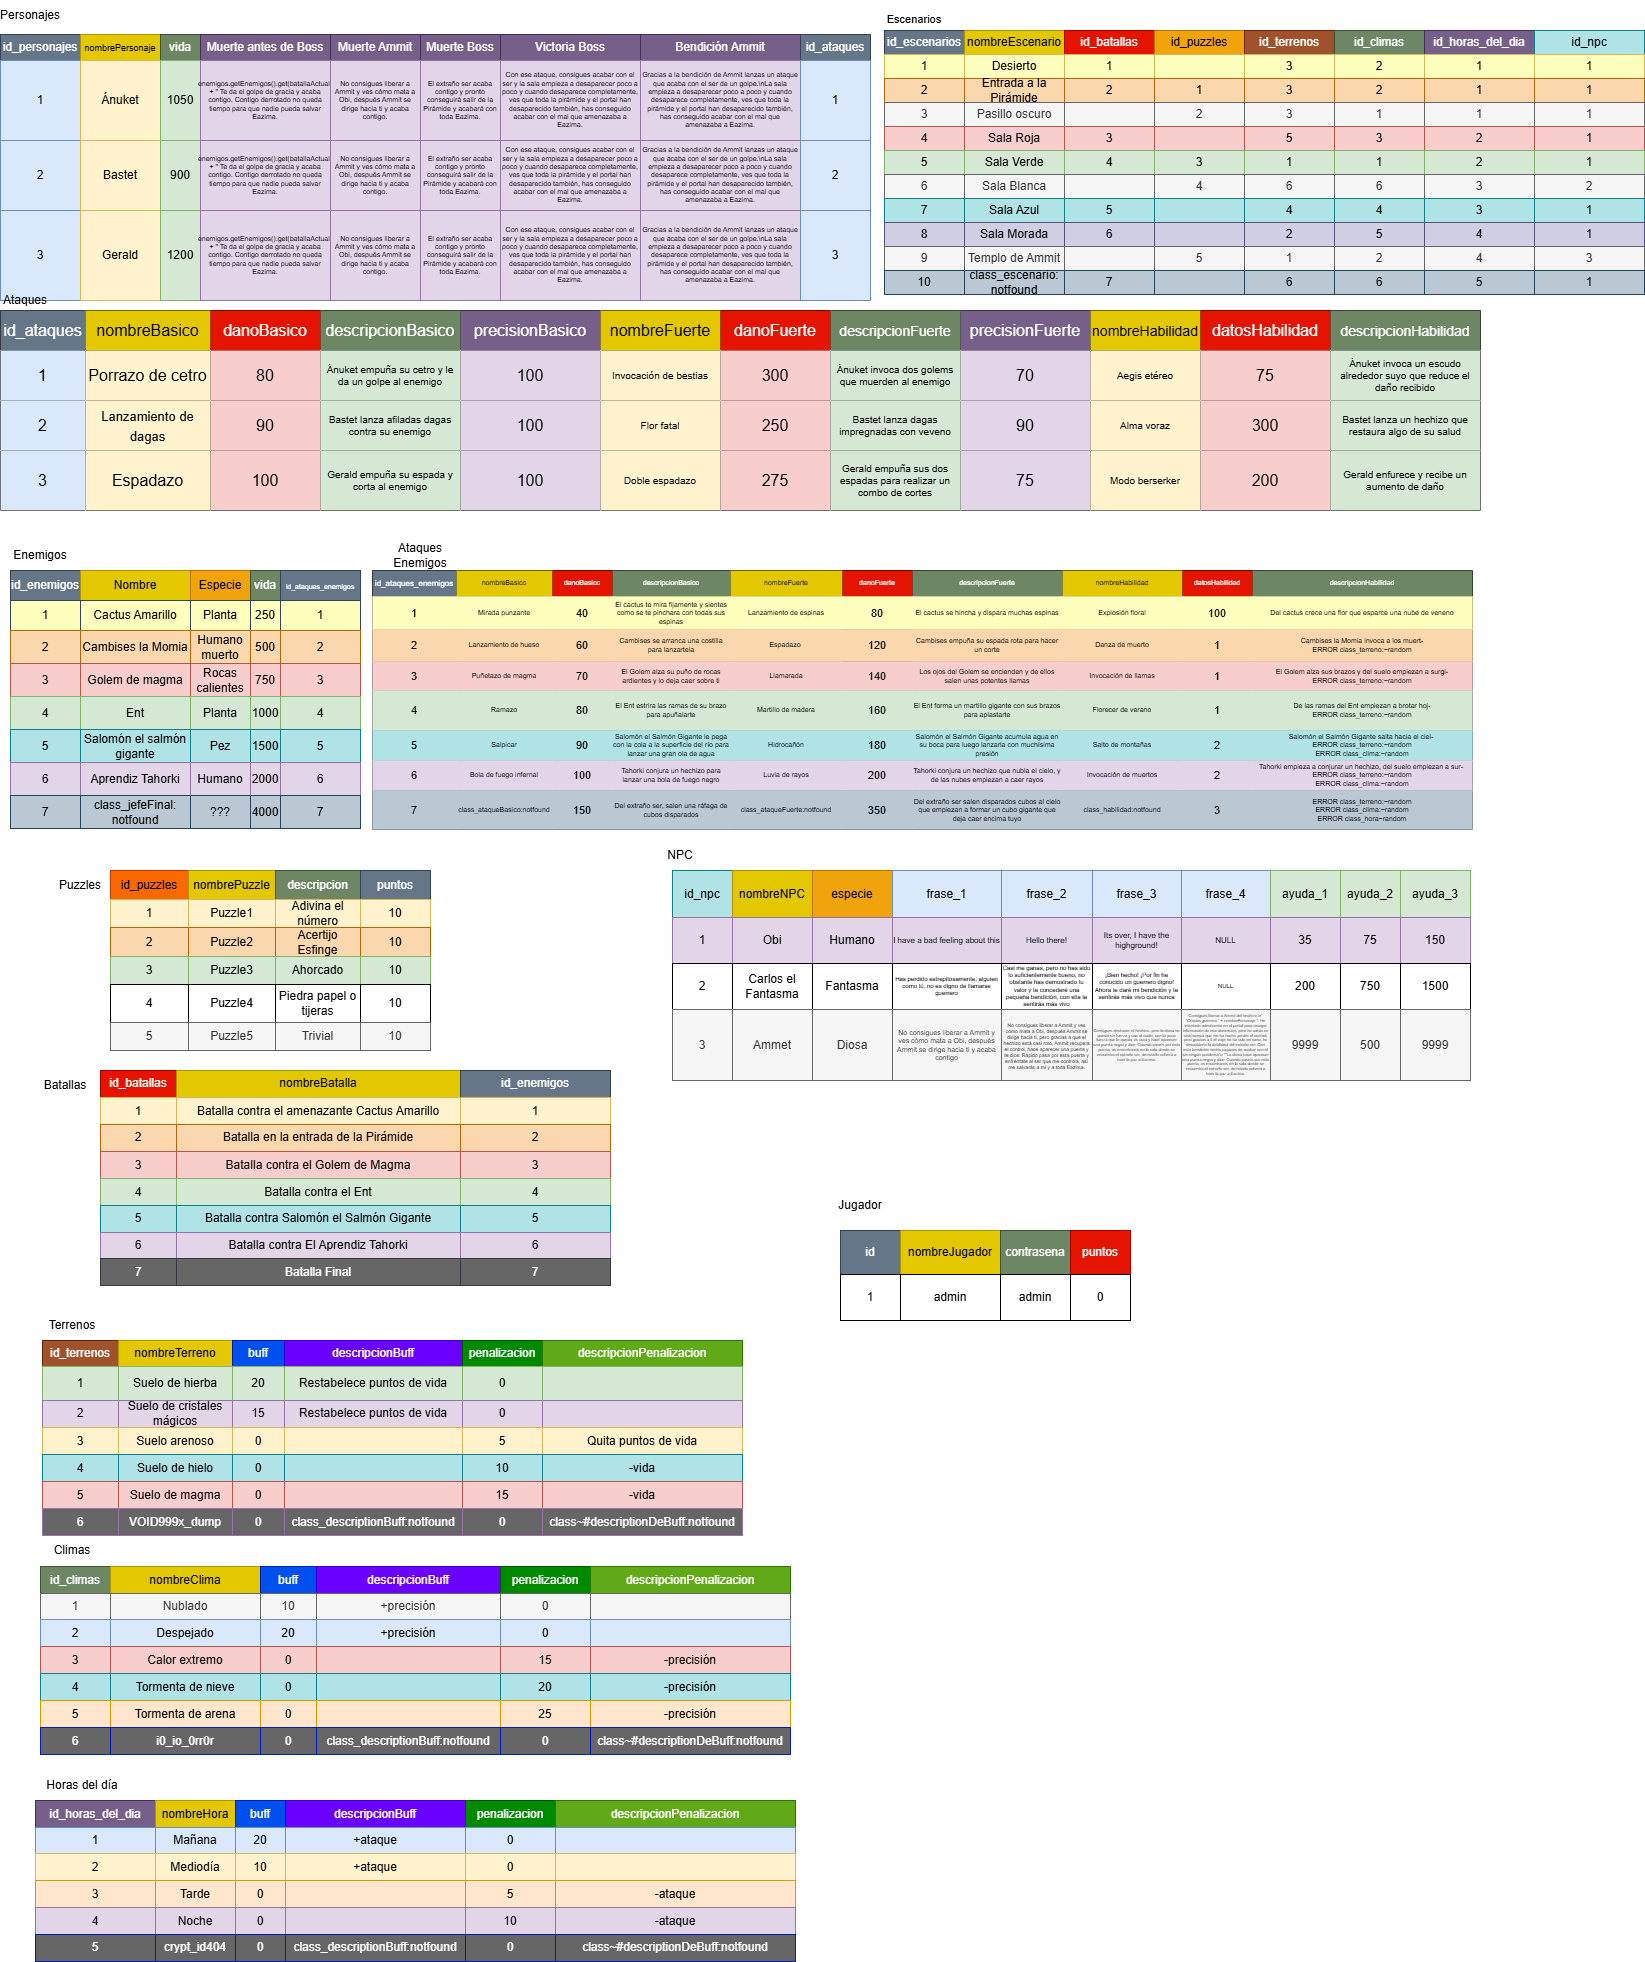 Personajes
id_personajes nombrePersonaje vida Muerte antes de Boss Muerte Ammit Muerte Boss Victoria Boss Bendición Ammit id_ataques
1 Ánuket 1050 enemigos.getEnemigos().get(batallaActual + " Te da el golpe de gracia y acaba contigo. Contigo derrotado no queda tiempo para que nadie pueda salvar Eazima. No consigues liberar a Ammit y ves cómo mata a Obi, después Ammit se dirige hacia ti y acaba contigo. El extraño ser acaba contigo y pronto conseguirá salir de la Pirámide y acabará con toda Eazima. Con ese ataque, consigues acabar con el ser y la sala empieza a desaparecer poco a poco y cuando desaparece completamente, ves que toda la pirámide y el portal han desaparecido también, has conseguido acabar con el mal que amenazaba a Eazima. Gracias a la bendición de Ammit lanzas un ataque que acaba con el ser de un golpe.\nLa sala empieza a desaparecer poco a poco y cuando desaparece completamente, ves que toda la pirámide y el portal han desaparecido también, has conseguido acabar con el mal que amenazaba a Eazima. 1
2 Bastet 900 enemigos.getEnemigos().get(batallaActual + " Te da el golpe de gracia y acaba contigo. Contigo derrotado no queda tiempo para que nadie pueda salvar Eazima. No consigues liberar a Ammit y ves cómo mata a Obi, después Ammit se dirige hacia ti y acaba contigo. El extraño ser acaba contigo y pronto conseguirá salir de la Pirámide y acabará con toda Eazima. Con ese ataque, consigues acabar con el ser y la sala empieza a desaparecer poco a poco y cuando desaparece completamente, ves que toda la pirámide y el portal han desaparecido también, has conseguido acabar con el mal que amenazaba a Eazima. Gracias a la bendición de Ammit lanzas un ataque que acaba con el ser de un golpe.\nLa sala empieza a desaparecer poco a poco y cuando desaparece completamente, ves que toda la pirámide y el portal han desaparecido también, has conseguido acabar con el mal que amenazaba a Eazima. 2
3 Gerald 1200 enemigos.getEnemigos().get(batallaActual + " Te da el golpe de gracia y acaba contigo. Contigo derrotado no queda tiempo para que nadie pueda salvar Eazima. No consigues liberar a Ammit y ves cómo mata a Obi, después Ammit se dirige hacia ti y acaba contigo. El extraño ser acaba contigo y pronto conseguirá salir de la Pirámide y acabará con toda Eazima. Con ese ataque, consigues acabar con el ser y la sala empieza a desaparecer poco a poco y cuando desaparece completamente, ves que toda la pirámide y el portal han desaparecido también, has conseguido acabar con el mal que amenazaba a Eazima. Gracias a la bendición de Ammit lanzas un ataque que acaba con el ser de un golpe.\nLa sala empieza a desaparecer poco a poco y cuando desaparece completamente, ves que toda la pirámide y el portal han desaparecido también, has conseguido acabar con el mal que amenazaba a Eazima. 3
Escenarios
id_escenarios nombreEscenario id_batallas id_puzzles id_terrenos id_climas id_horas_del_dia id_npc
1 Desierto 1 3 2 1 1
2 Entrada a la Pirámide 2 1 3 2 1 1
3 Pasillo oscuro 2 3 1 1 1
4 Sala Roja 3 5 3 2 1
5 Sala Verde 4 3 1 1 2 1
6 Sala Blanca 4 6 6 3 2
7 Sala Azul 5 4 4 3 1
8 Sala Morada 6 2 5 4 1
9 Templo de Ammit 5 1 2 4 3
10 class_escenario: notfound 7 6 6 5 1
Ataques
id_ataques nombreBasico danoBasico descripcionBasico precisionBasico nombreFuerte danoFuerte descripcionFuerte precisionFuerte nombreHabilidad datosHabilidad descripcionHabilidad
1 Porrazo de cetro 80 Ánuket empuña su cetro y le da un golpe al enemigo 100 Invocación de bestias 300 Ánuket invoca dos golems que muerden al enemigo 70 Aegis etéreo 75 Ánuket invoca un escudo alrededor suyo que reduce el daño recibido
2 Lanzamiento de dagas 90 Bastet lanza afiladas dagas contra su enemigo 100 Flor fatal 250 Bastet lanza dagas impregnadas con veveno 90 Alma voraz 300 Bastet lanza un hechizo que restaura algo de su salud
3 Espadazo 100 Gerald empuña su espada y corta al enemigo 100 Doble espadazo 275 Gerald empuña sus dos espadas para realizar un combo de cortes 75 Modo berserker 200 Gerald enfurece y recibe un aumento de daño
Enemigos
id_enemigos Nombre Especie vida id_ataques_enemigos
1 Cactus Amarillo Planta 250 1
2 Cambises la Momia Humano muerto 500 2
3 Golem de magma Rocas calientes 750 3
4 Ent Planta 1000 4
5 Salomón el salmón gigante Pez 1500 5
6 Aprendiz Tahorki Humano 2000 6
7 class_jefeFinal: notfound ??? 4000 7
Ataques
Enemigos
id_ataques_enemigos nombreBasico danoBasico descripcionBasico nombreFuerte danoFuerte descripcionFuerte nombreHabilidad datosHabilidad descripcionHabilidad
1 Mirada punzante 40 El cactus te mira fijamente y sientes como se te pinchara con todas sus espinas Lanzamiento de espinas 80 El cactus se hincha y dispara muchas espinas Explosión floral 100 Del cactus crece una flor que esparce una nube de veneno
2 Lanzamiento de hueso 60 Cambises se arranca una costilla para lanzartela Espadazo 120 Cambises empuña su espada rota para hacer un corte Danza de muerto 1 Cambises la Momia invoca a los muert- ERROR class_terreno:~random
3 Puñetazo de magma 70 El Golem alza su puño de rocas ardientes y lo deja caer sobre ti Llamarada 140 Los ojos del Golem se encienden y de ellos salen unas potentes llamas Invocación de llamas 1 El Golem alza sus brazos y del suelo empiezan a surgi- ERROR class_terreno:~random
4 Ramazo 80 El Ent estrira las ramas de su brazo para apuñalarte Martillo de madera 160 El Ent forma un martillo gigante con sus brazos para aplastarte Florecer de verano 1 De las ramas del Ent empiezan a brotar hoj- ERROR class_terreno:~random
5 Salpicar 90 Salomón el Salmón Gigante le pega con la cola a la superficie del río para lanzar una gran ola de agua Hidrocañón 180 Salomón el Salmón Gigante acumula agua en su boca para luego lanzarla con muchísima presión Salto de montañas 2 Salomón el Salmón Gigante salta hacia el ciel- ERROR class_terreno:~random ERROR class_clima:~random
6 Bola de fuego infernal 100 Tahorki conjura un hechizo para lanzar una bola de fuego negro Luvia de rayos 200 Tahorki conjura un hechizo que nubla el cielo, y de las nubes empiezan a caer rayos Invocación de muertos 2 Tahorki empieza a conjurar un hechizo, del suelo empiezan a sur- ERROR class_terreno:~random ERROR class_clima:~random
7 class_ataqueBasico:notfound 150 Del extraño ser, salen una ráfaga de cubos disparados class_ataqueFuerte:notfound 350 Del extraño ser salen disparados cubos al cielo que empiezan a formar un cubo gigante que deja caer encima tuyo class_habilidad:notfound 3 ERROR class_terreno:~random ERROR class_clima:~random ERROR class_hora~random
Puzzles
id_puzzles nombrePuzzle descripcion puntos
1 Puzzle1 Adivina el número 10
2 Puzzle2 Acertijo Esfinge 10
3 Puzzle3 Ahorcado 10
4 Puzzle4 Piedra papel o tijeras 10
5 Puzzle5 Trivial 10
NPC
id_npc nombreNPC especie frase_1 frase_2 frase_3 frase_4 ayuda_1 ayuda_2 ayuda_3
1 Obi Humano I have a bad feeling about this Hello there! Its over, I have the highground! NULL 35 75 150
2 Carlos el Fantasma Fantasma Has perdido estrepitosamente, alguien como tú, no es digno de llamarse guerrero Casi me ganas, pero no has sido lo suficientemente bueno, no obstante has demostrado tu valor y te concederé una pequeña bendición, con ella te sentirás más vivo ¡Bien hecho! ¡Por fin he conocido un guerrero digno! Ahora te daré mi bendición y te sentirás más vivo que nunca NULL 200 750 1500
3 Ammet Diosa No consigues liberar a Ammit y ves cómo mata a Obi, después Ammit se dirige hacia ti y acaba contigo No consigues liberar a Ammit y ves cómo mata a Obi, después Ammit se dirige hacia ti, pero gracias a que el hechizo está casi roto, Ammit recupera el control, hace aparecer una puerta y te dice: Rápido pasa por esta puerta y enfréntate al ser que me controla, así me salvarás a mí y a toda Eazima. 9999 500 9999
Batallas
id_batallas nombreBatalla id_enemigos
1 Batalla contra el amenazante Cactus Amarillo 1
2 Batalla en la entrada de la Pirámide 2
3 Batalla contra el Golem de Magma 3
4 Batalla contra el Ent 4
5 Batalla contra Salomón el Salmón Gigante 5
6 Batalla contra El Aprendiz Tahorki 6
7 Batalla Final 7
Jugador
id nombreJugador contrasena puntos
1 admin admin 0
Terrenos
id_terrenos nombreTerreno buff descripcionBuff penalizacion descripcionPenalizacion
1 Suelo de hierba 20 Restabelece puntos de vida 0
2 Suelo de cristales mágicos 15 Restabelece puntos de vida 0
3 Suelo arenoso 0 5 Quita puntos de vida
4 Suelo de hielo 0 10 -vida
5 Suelo de magma 0 15 -vida
6 VOID999x_dump 0 class_descriptionBuff:notfound 0 class~#descriptionDeBuff:notfound
Climas
id_climas nombreClima buff descripcionBuff penalizacion descripcionPenalizacion
1 Nublado 10 +precisión 0
2 Despejado 20 +precisión 0
3 Calor extremo 0 15 -precisión
4 Tormenta de nieve 0 20 -precisión
5 Tormenta de arena 0 25 -precisión
6 i0_io_0rr0r 0 class_descriptionBuff:notfound 0 class~#descriptionDeBuff:notfound
Horas del día
id_horas_del_dia nombreHora buff descripcionBuff penalizacion descripcionPenalizacion
1 Mañana 20 +ataque 0
2 Mediodía 10 +ataque 0
3 Tarde 0 5 -ataque
4 Noche 0 10 -ataque
5 crypt_id404 0 class_descriptionBuff:notfound 0 class~#descriptionDeBuff:notfound